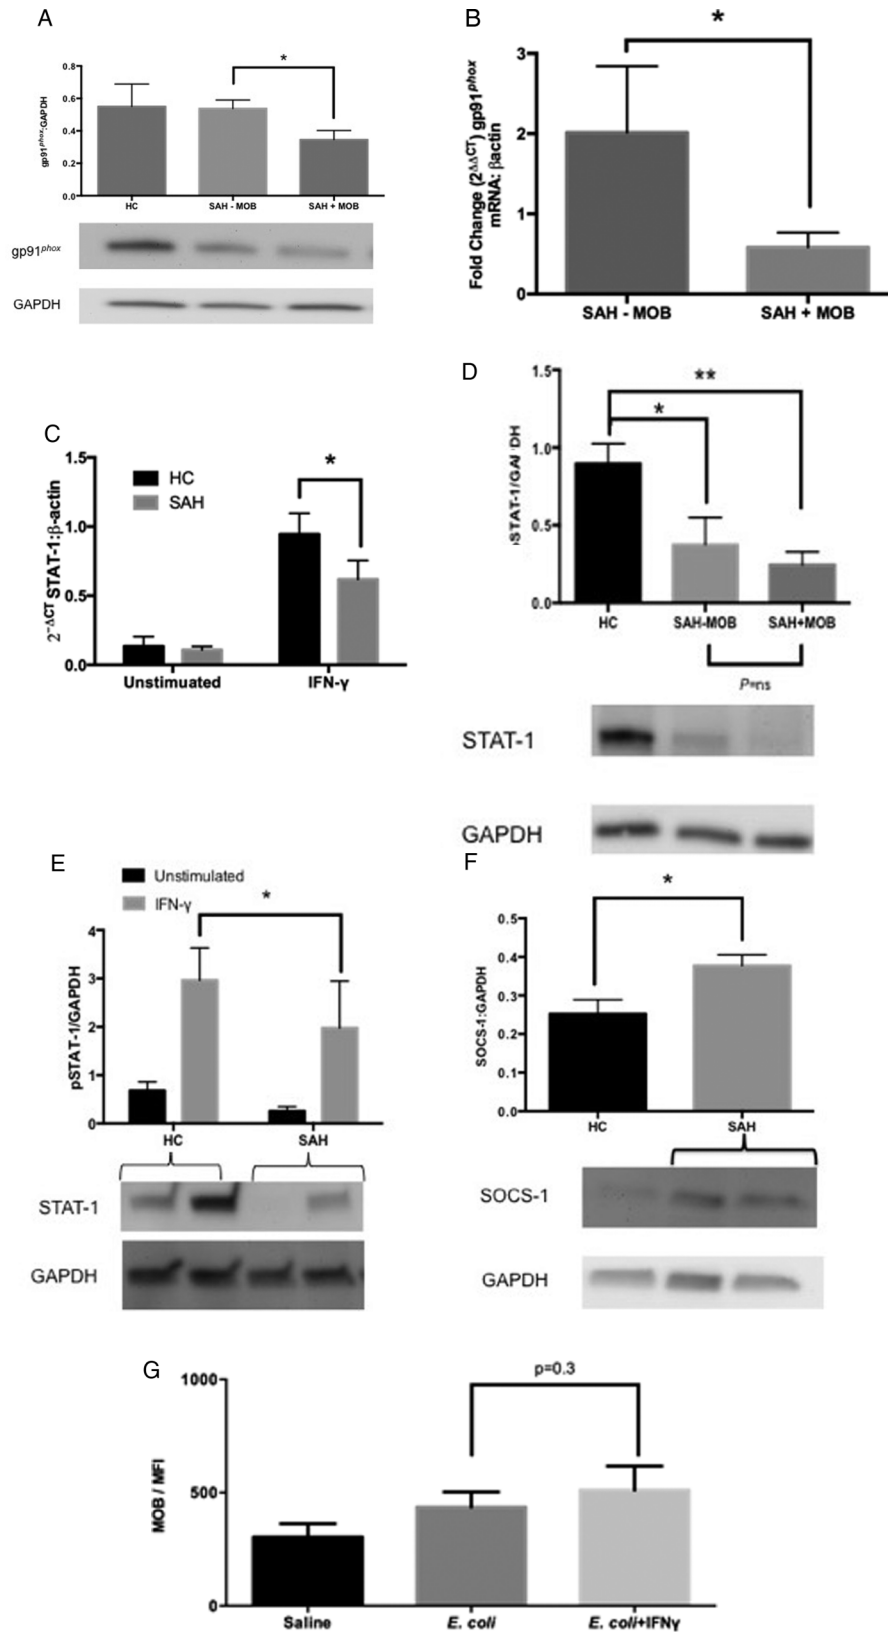 A
*
0.8
0.6
0.4
0.2
0.0
gp91phox:GAPDH
HC SAH - MOB SAH + MOB
gp91phox
GAPDH
B
*
3
2
1
0
Fold Change (2ΔΔCT) gp91phox
mRNA: βactin
SAH - MOB SAH + MOB
C
HC
SAH
*
1.5
1.0
0.5
0.0
2-ΔCT STAT-1:β-actin
Unstimuated IFN-γ
D
**
*
1.5
1.0
0.5
0.0
HC SAH-MOB SAH+MOB
P=ns
STAT-1
GAPDH
E
Unstimulated
IFN-γ
*
4
3
2
1
0
pSTAT-1/GAPDH
HC SAH
STAT-1
GAPDH
F
*
0.5
0.4
0.3
0.2
0.1
0.0
SOCS-1:GAPDH
HC SAH
SOCS-1
GAPDH
G
p=0.3
1000
500
0
MOB / MFI
Saline E. coli E. coli+IFNγ